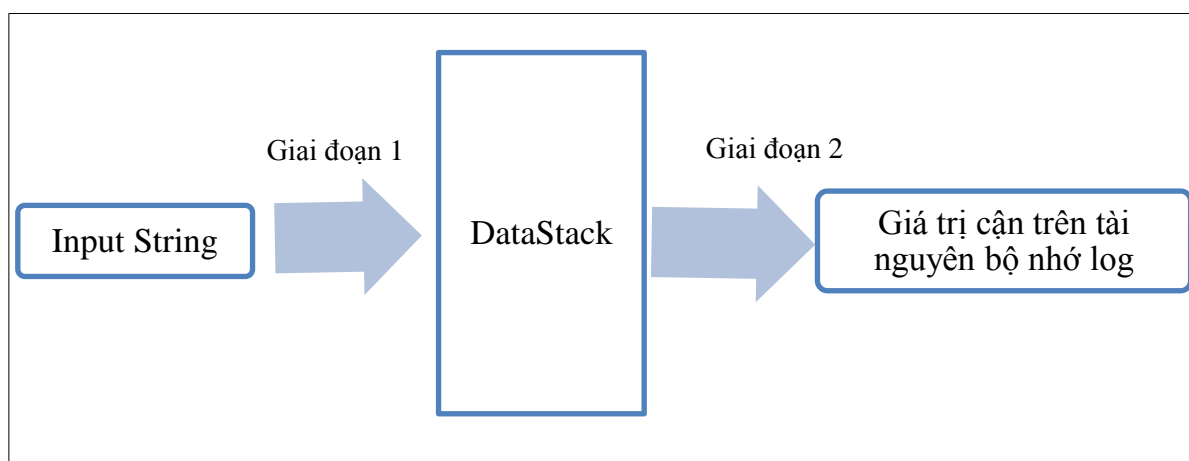 Giai đoạn 1
Giai đoạn 2
Input String
DataStack
Giá trị cận trên tài
nguyên bộ nhớ log